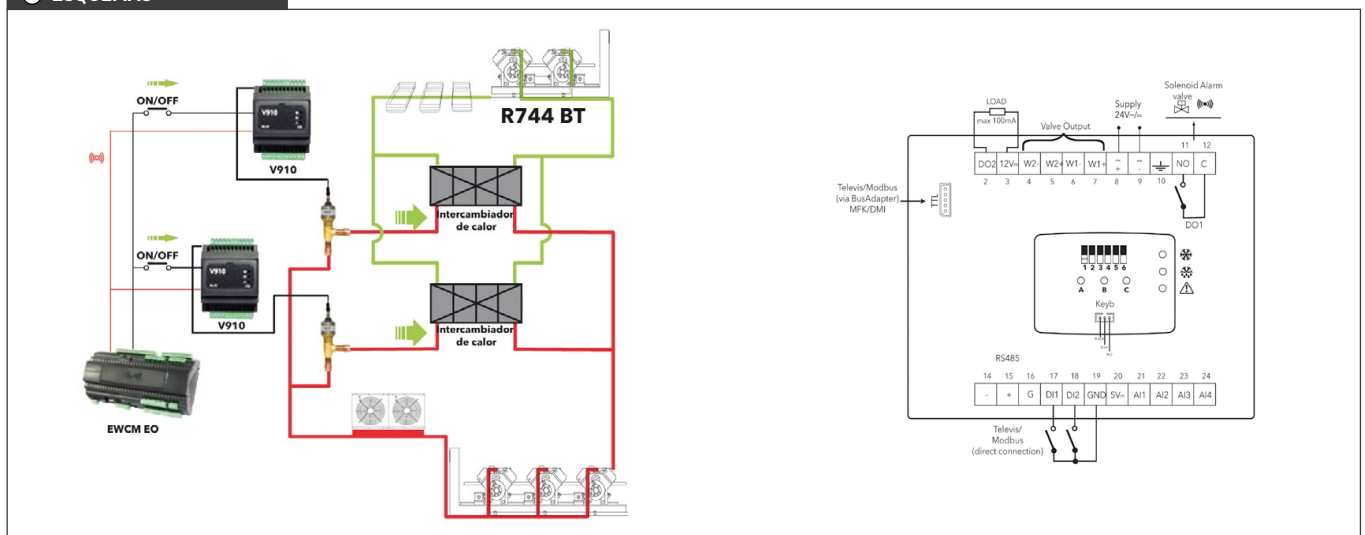 ESQUEMAS
ON/OFF
V910
V910
R744 BT
Intercambiador
de calor
ON/OFF
V910
V910
Intercambiador
de calor
EWCM EO
Solenoid Alarm
valve
LOAD
max 100mA
Valve Output
Supply
24V~/⎓
11 12
DO2 12V⎓ W2- W2+ W1- W1+ ~ + ~ - NO C
2 3 4 5 6 7 8 9 10
DO1
Televis/Modbus
(via BusAdapter)
MFK/DMI
TTL
1 2 3 4 5 6
A B C
Keyb
RS485
14 15 16 17 18 19 20 21 22 23 24
- + G DI1 DI2 GND 5V⎓ AI1 AI2 AI3 AI4
Televis/
Modbus
(direct connection)